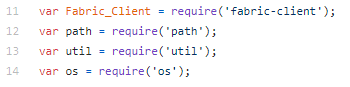 11 var Fabric_Client = require('fabric-client');
12 var path = require('path');
13 var util = require('util');
14 var os = require('os');